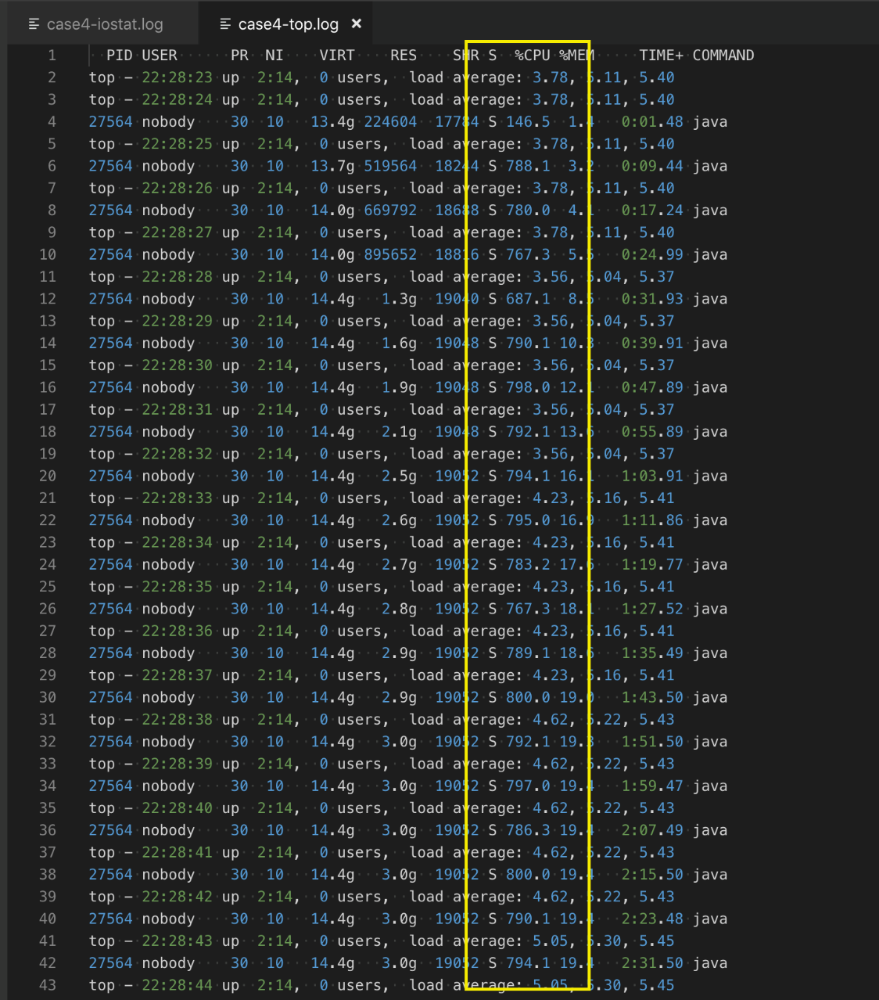 case4-iostat.log case4-top.log ×
1 PID USER PR NI VIRT RES SHR S %CPU %MEM TIME+ COMMAND
2 top - 22:28:23 up 2:14, 0 users, load average: 3.78, 5.11, 5.40
3 top - 22:28:24 up 2:14, 0 users, load average: 3.78, 5.11, 5.40
4 27564 nobody 30 10 13.4g 224604 17784 S 146.5 1.4 0:01.48 java
5 top - 22:28:25 up 2:14, 0 users, load average: 3.78, 5.11, 5.40
6 27564 nobody 30 10 13.7g 519564 18244 S 788.1 3.2 0:09.44 java
7 top - 22:28:26 up 2:14, 0 users, load average: 3.78, 5.11, 5.40
8 27564 nobody 30 10 14.0g 669792 18688 S 780.0 4.1 0:17.24 java
9 top - 22:28:27 up 2:14, 0 users, load average: 3.78, 5.11, 5.40
10 27564 nobody 30 10 14.0g 895652 18816 S 767.3 5.5 0:24.99 java
11 top - 22:28:28 up 2:14, 0 users, load average: 3.56, 5.04, 5.37
12 27564 nobody 30 10 14.4g 1.3g 19040 S 687.1 8.5 0:31.93 java
13 top - 22:28:29 up 2:14, 0 users, load average: 3.56, 5.04, 5.37
14 27564 nobody 30 10 14.4g 1.6g 19048 S 790.1 10.3 0:39.91 java
15 top - 22:28:30 up 2:14, 0 users, load average: 3.56, 5.04, 5.37
16 27564 nobody 30 10 14.4g 1.9g 19048 S 798.0 12.1 0:47.89 java
17 top - 22:28:31 up 2:14, 0 users, load average: 3.56, 5.04, 5.37
18 27564 nobody 30 10 14.4g 2.1g 19048 S 792.1 13.6 0:55.89 java
19 top - 22:28:32 up 2:14, 0 users, load average: 3.56, 5.04, 5.37
20 27564 nobody 30 10 14.4g 2.5g 19052 S 794.1 16.1 1:03.91 java
21 top - 22:28:33 up 2:14, 0 users, load average: 4.23, 5.16, 5.41
22 27564 nobody 30 10 14.4g 2.6g 19052 S 795.0 16.9 1:11.86 java
23 top - 22:28:34 up 2:14, 0 users, load average: 4.23, 5.16, 5.41
24 27564 nobody 30 10 14.4g 2.7g 19052 S 783.2 17.6 1:19.77 java
25 top - 22:28:35 up 2:14, 0 users, load average: 4.23, 5.16, 5.41
26 27564 nobody 30 10 14.4g 2.8g 19052 S 767.3 18.1 1:27.52 java
27 top - 22:28:36 up 2:14, 0 users, load average: 4.23, 5.16, 5.41
28 27564 nobody 30 10 14.4g 2.9g 19052 S 789.1 18.6 1:35.49 java
29 top - 22:28:37 up 2:14, 0 users, load average: 4.23, 5.16, 5.41
30 27564 nobody 30 10 14.4g 2.9g 19052 S 800.0 19.0 1:43.50 java
31 top - 22:28:38 up 2:14, 0 users, load average: 4.62, 5.22, 5.43
32 27564 nobody 30 10 14.4g 3.0g 19052 S 792.1 19.3 1:51.50 java
33 top - 22:28:39 up 2:14, 0 users, load average: 4.62, 5.22, 5.43
34 27564 nobody 30 10 14.4g 3.0g 19052 S 797.0 19.4 1:59.47 java
35 top - 22:28:40 up 2:14, 0 users, load average: 4.62, 5.22, 5.43
36 27564 nobody 30 10 14.4g 3.0g 19052 S 786.3 19.4 2:07.49 java
37 top - 22:28:41 up 2:14, 0 users, load average: 4.62, 5.22, 5.43
38 27564 nobody 30 10 14.4g 3.0g 19052 S 800.0 19.4 2:15.50 java
39 top - 22:28:42 up 2:14, 0 users, load average: 4.62, 5.22, 5.43
40 27564 nobody 30 10 14.4g 3.0g 19052 S 790.1 19.4 2:23.48 java
41 top - 22:28:43 up 2:14, 0 users, load average: 5.05, 5.30, 5.45
42 27564 nobody 30 10 14.4g 3.0g 19052 S 794.1 19.4 2:31.50 java
43 top - 22:28:44 up 2:14, 0 users, load average: 5.05, 5.30, 5.45